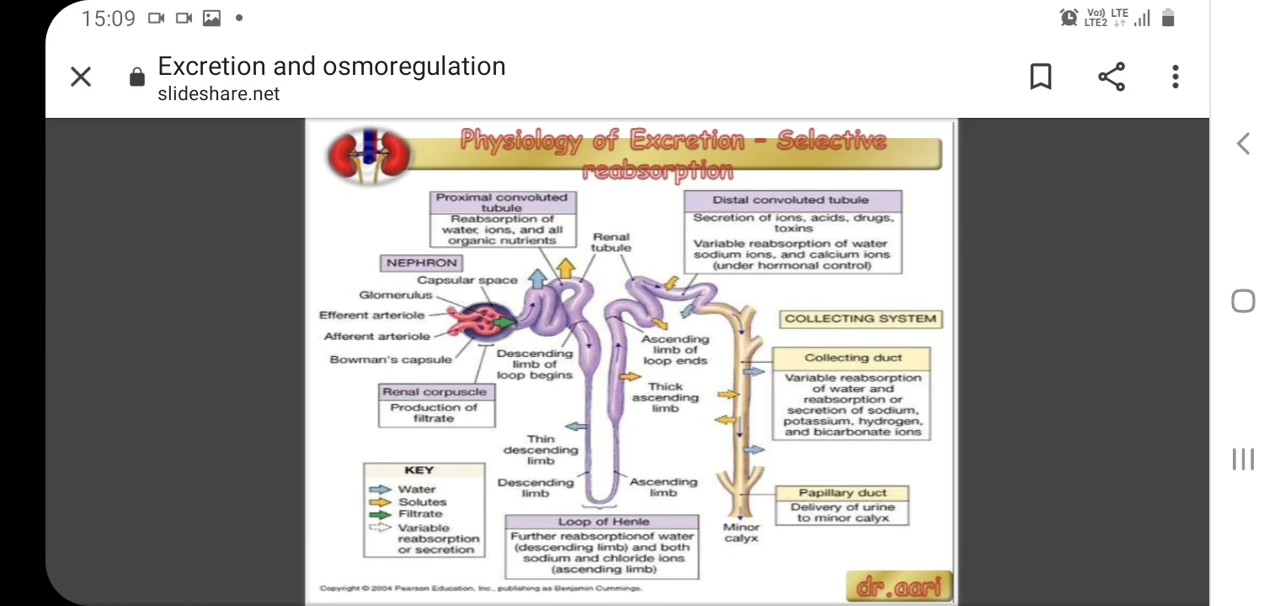 15:09
Vo)) LTE
LTE2
Excretion and osmoregulation
slideshare.net
Physiology of Excretion - Selective
reabsorption
Proximal convoluted
tubule
Reabsorption of
water, ions, and all
organic nutrients
Distal convoluted tubule
Secretion of ions, acids, drugs,
toxins
Variable reabsorption of water
sodium ions, and calcium ions
(under hormonal control)
Renal
tubule
NEPHRON
Capsular space
Glomerulus
Efferent arteriole
Afferent arteriole
Bowman's capsule
Descending
limb of
loop begins
Ascending
limb of
loop ends
COLLECTING SYSTEM
Collecting duct
Variable reabsorption
of water and
reabsorption or
secretion of sodium,
potassium, hydrogen,
and bicarbonate ions
Renal corpuscle
Production of
filtrate
Thick
ascending
limb
Thin
descending
limb
KEY
Water
Solutes
Filtrate
Variable
reabsorption
or secretion
Descending
limb
Ascending
limb
Papillary duct
Delivery of urine
to minor calyx
Minor
calyx
Loop of Henle
Further reabsorptionof water
(descending limb) and both
sodium and chloride ions
(ascending limb)
Copyright © 2004 Pearson Education, Inc., publishing as Benjamin Cummings.
dr.aari